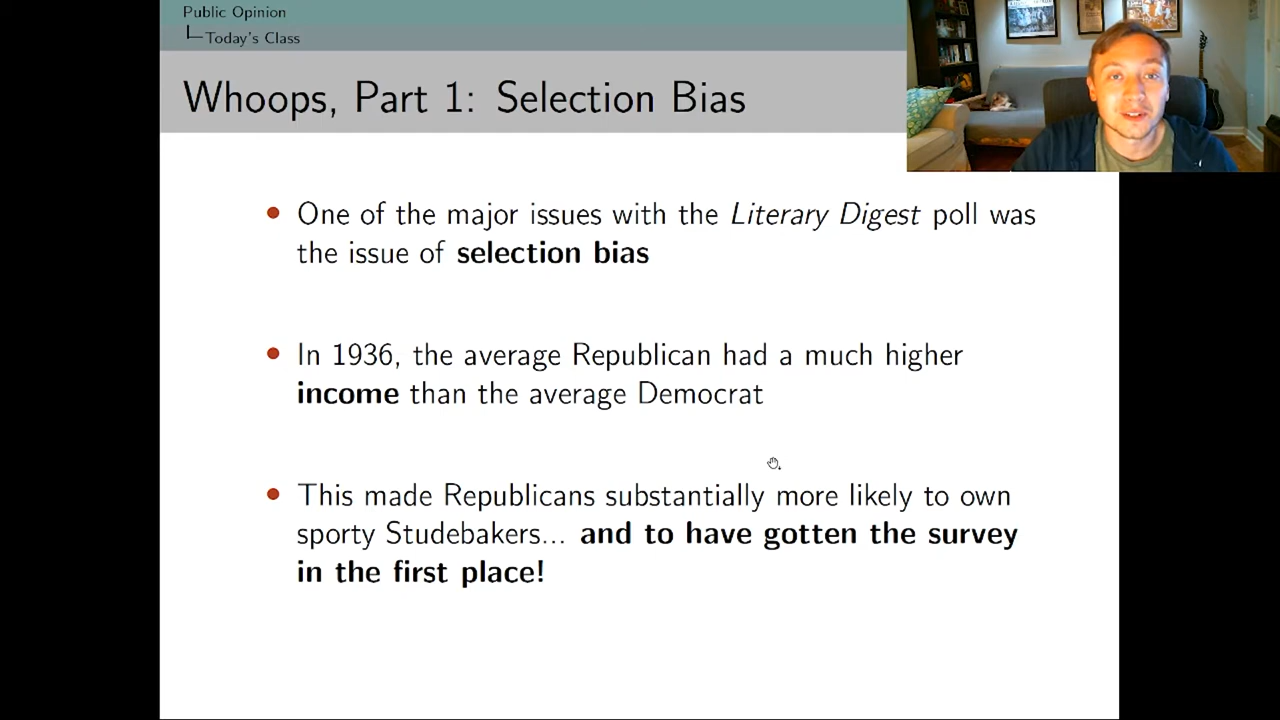 Public Opinion
Today's Class
Whoops, Part 1: Selection Bias
• One of the major issues with the Literary Digest poll was
the issue of selection bias
• In 1936, the average Republican had a much higher
income than the average Democrat
• This made Republicans substantially more likely to own
sporty Studebakers... and to have gotten the survey
in the first place!